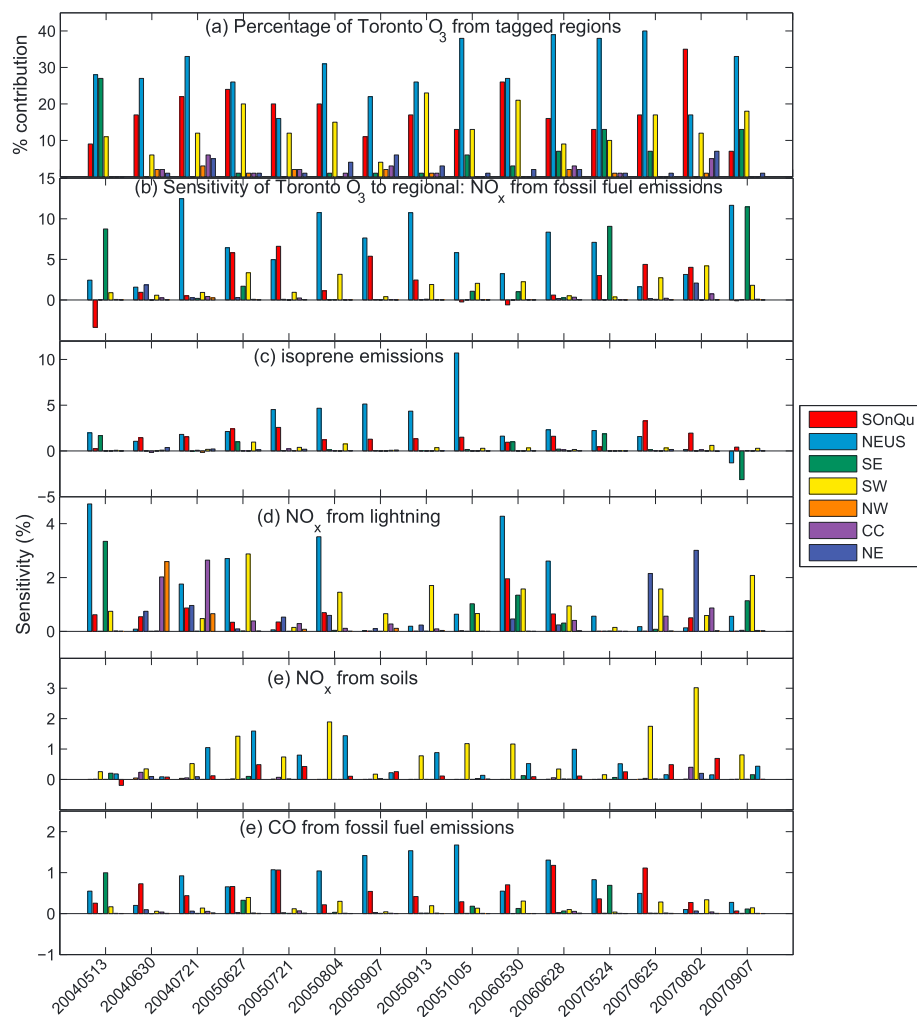 (a) Percentage of Toronto O3 from tagged regions
% contribution
40
30
20
10
15
(b) Sensitivity of Toronto O3 to regional: NOx from fossil fuel emissions
10
5
0
(c) isoprene emissions
10
5
0
−5
(d) NOx from lightning
Sensitivity (%)
4
2
0
(e) NOx from soils
3
2
1
0
(e) CO from fossil fuel emissions
2
1
0
−1
20040513
20040630
20040721
20050627
20050721
20050804
20050907
20050913
20051005
20060530
20060628
20070524
20070625
20070802
20070907
SOnQu
NEUS
SE
SW
NW
CC
NE